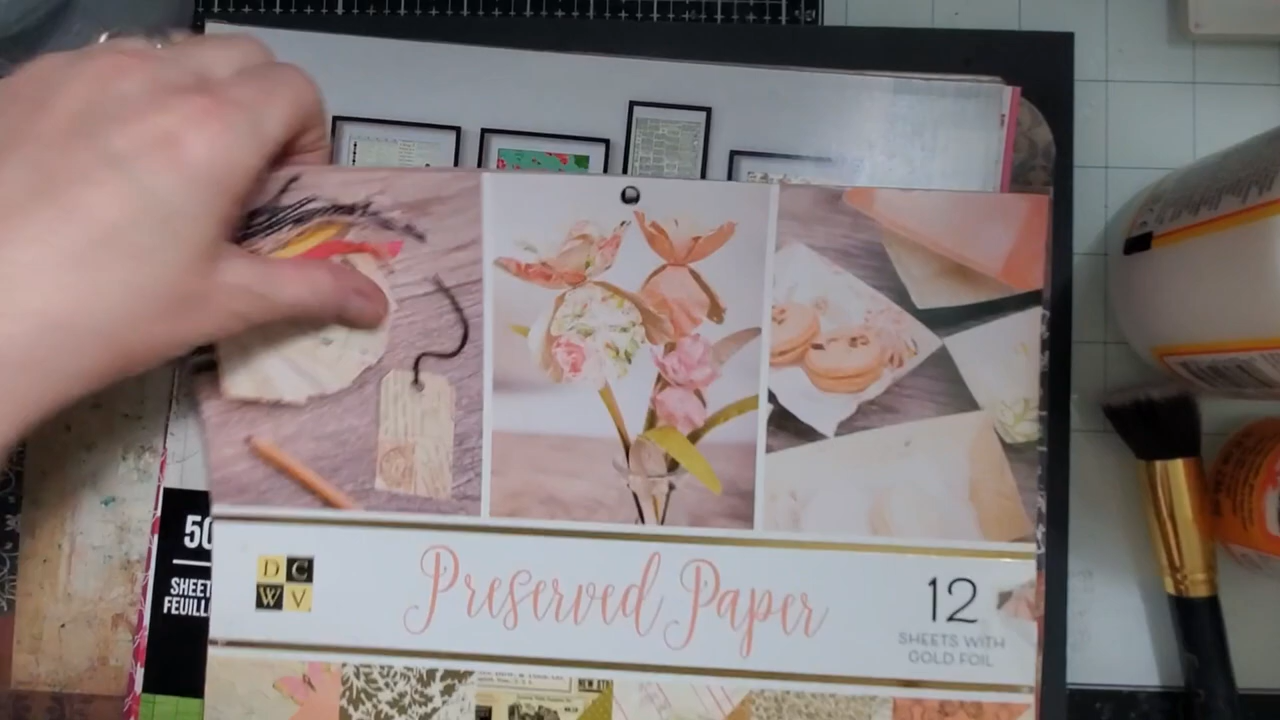 50
SHEET
FEUILL
D C
W V
Preserved Paper
12
SHEETS WITH
GOLD FOIL